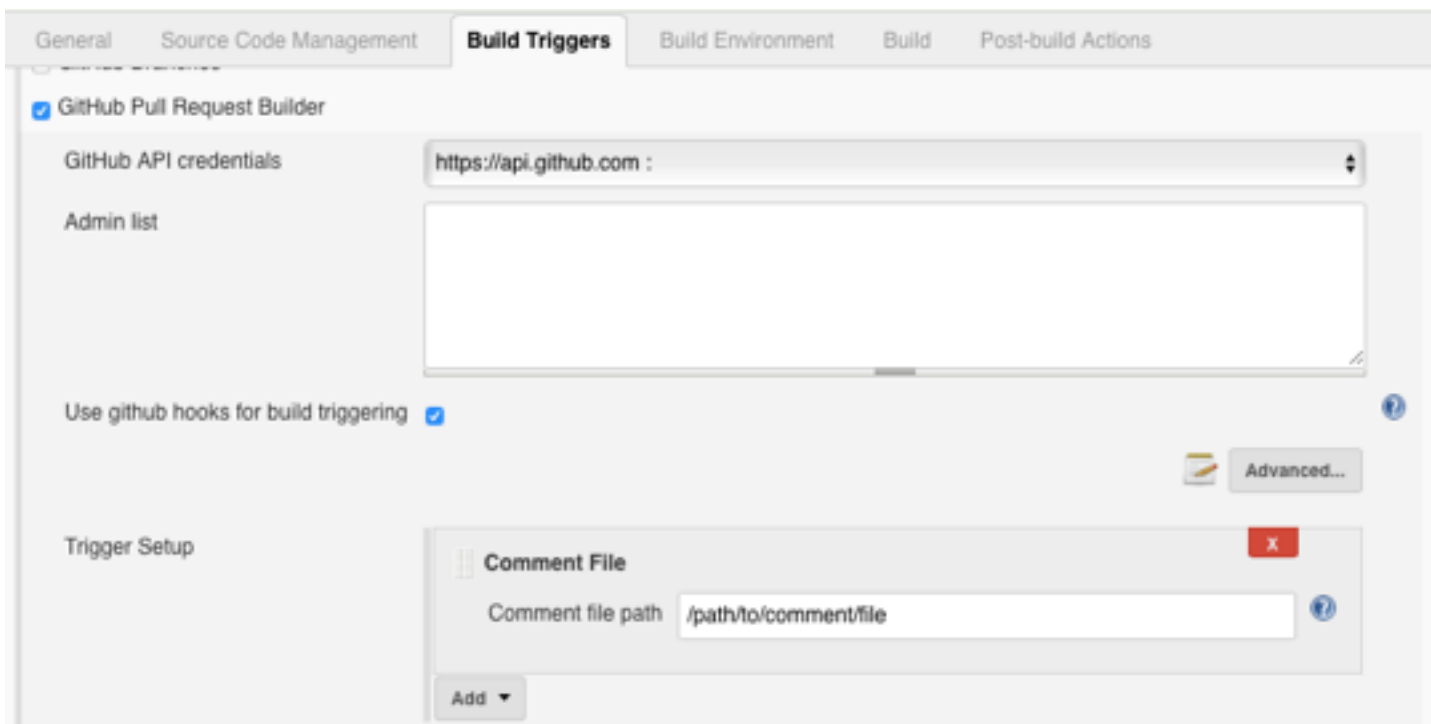 General Source Code Management Build Triggers Build Environment Build Post-build Actions
GitHub Pull Request Builder
GitHub API credentials https://api.github.com :
Admin list
Use github hooks for build triggering
Advanced...
Trigger Setup
X
Comment File
Comment file path /path/to/comment/file
Add